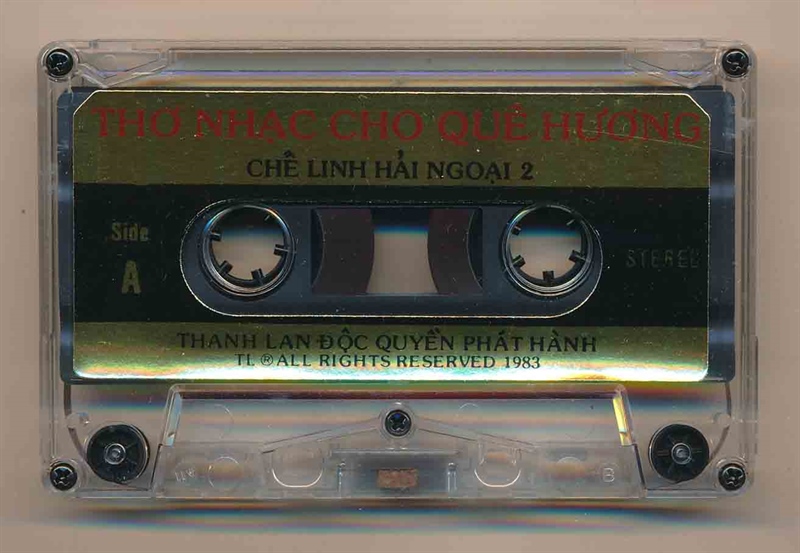 THƠ NHẠC CHO QUÊ HƯƠNG
CHẾ LINH HẢI NGOẠI 2
Side
A
STEREO
THANH LAN ĐỘC QUYỀN PHÁT HÀNH
TL ® ALL RIGHTS RESERVED 1983
B